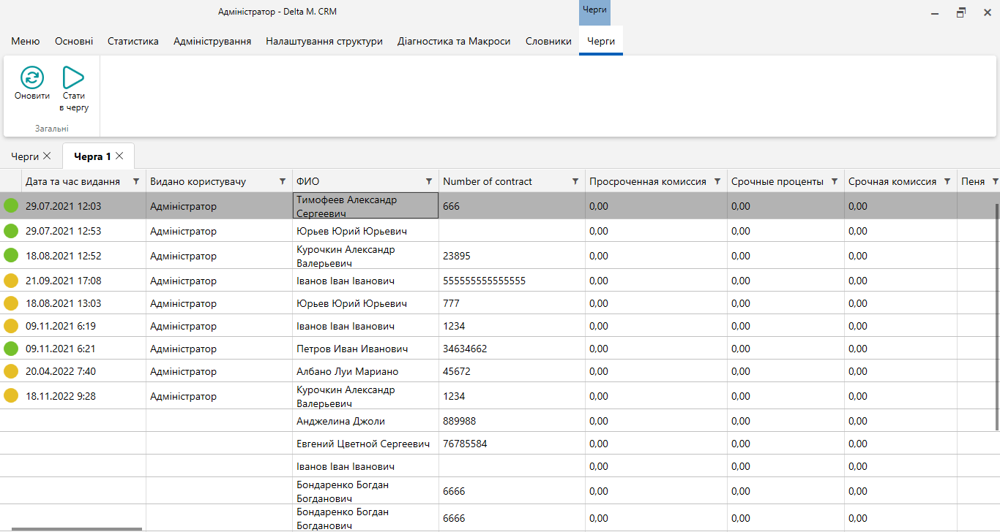 Адміністратор - Delta M. CRM
Черги
Меню Основні Статистика Адміністрування Налаштування структури Діагностика та Макроси Словники Черги
Оновити Стати
в чергу
Загальні
Черги Черга 1
Дата та час видання Видано користувачу ФИО Number of contract Просроченная комиссия Срочные проценты Срочная комиссия Пеня
29.07.2021 12:03 Адміністратор Тимофеев Александр 666 0,00 0,00 0,00
Сергеевич
29.07.2021 12:53 Адміністратор Юрьев Юрий Юрьевич 0,00 0,00 0,00
18.08.2021 12:52 Адміністратор Курочкин Александр 23895 0,00 0,00 0,00
Валерьевич
21.09.2021 17:08 Адміністратор Іванов Іван Іванович 555555555555555 0,00 0,00 0,00
18.08.2021 13:03 Адміністратор Юрьев Юрий Юрьевич 777 0,00 0,00 0,00
09.11.2021 6:19 Адміністратор Іванов Іван Іванович 1234 0,00 0,00 0,00
09.11.2021 6:21 Адміністратор Петров Иван Иванович 34634662 0,00 0,00 0,00
20.04.2022 7:40 Адміністратор Албано Луи Мариано 45672 0,00 0,00 0,00
18.11.2022 9:28 Адміністратор Курочкин Александр 1234 0,00 0,00 0,00
Валерьевич
Анджелина Джоли 889988 0,00 0,00 0,00
Евгений Цветной Сергеевич 76785584 0,00 0,00 0,00
Іванов Іван Іванович 0,00 0,00 0,00
Бондаренко Богдан 6666 0,00 0,00 0,00
Богданович
Бондаренко Богдан 6666 0,00 0,00 0,00
Богданович